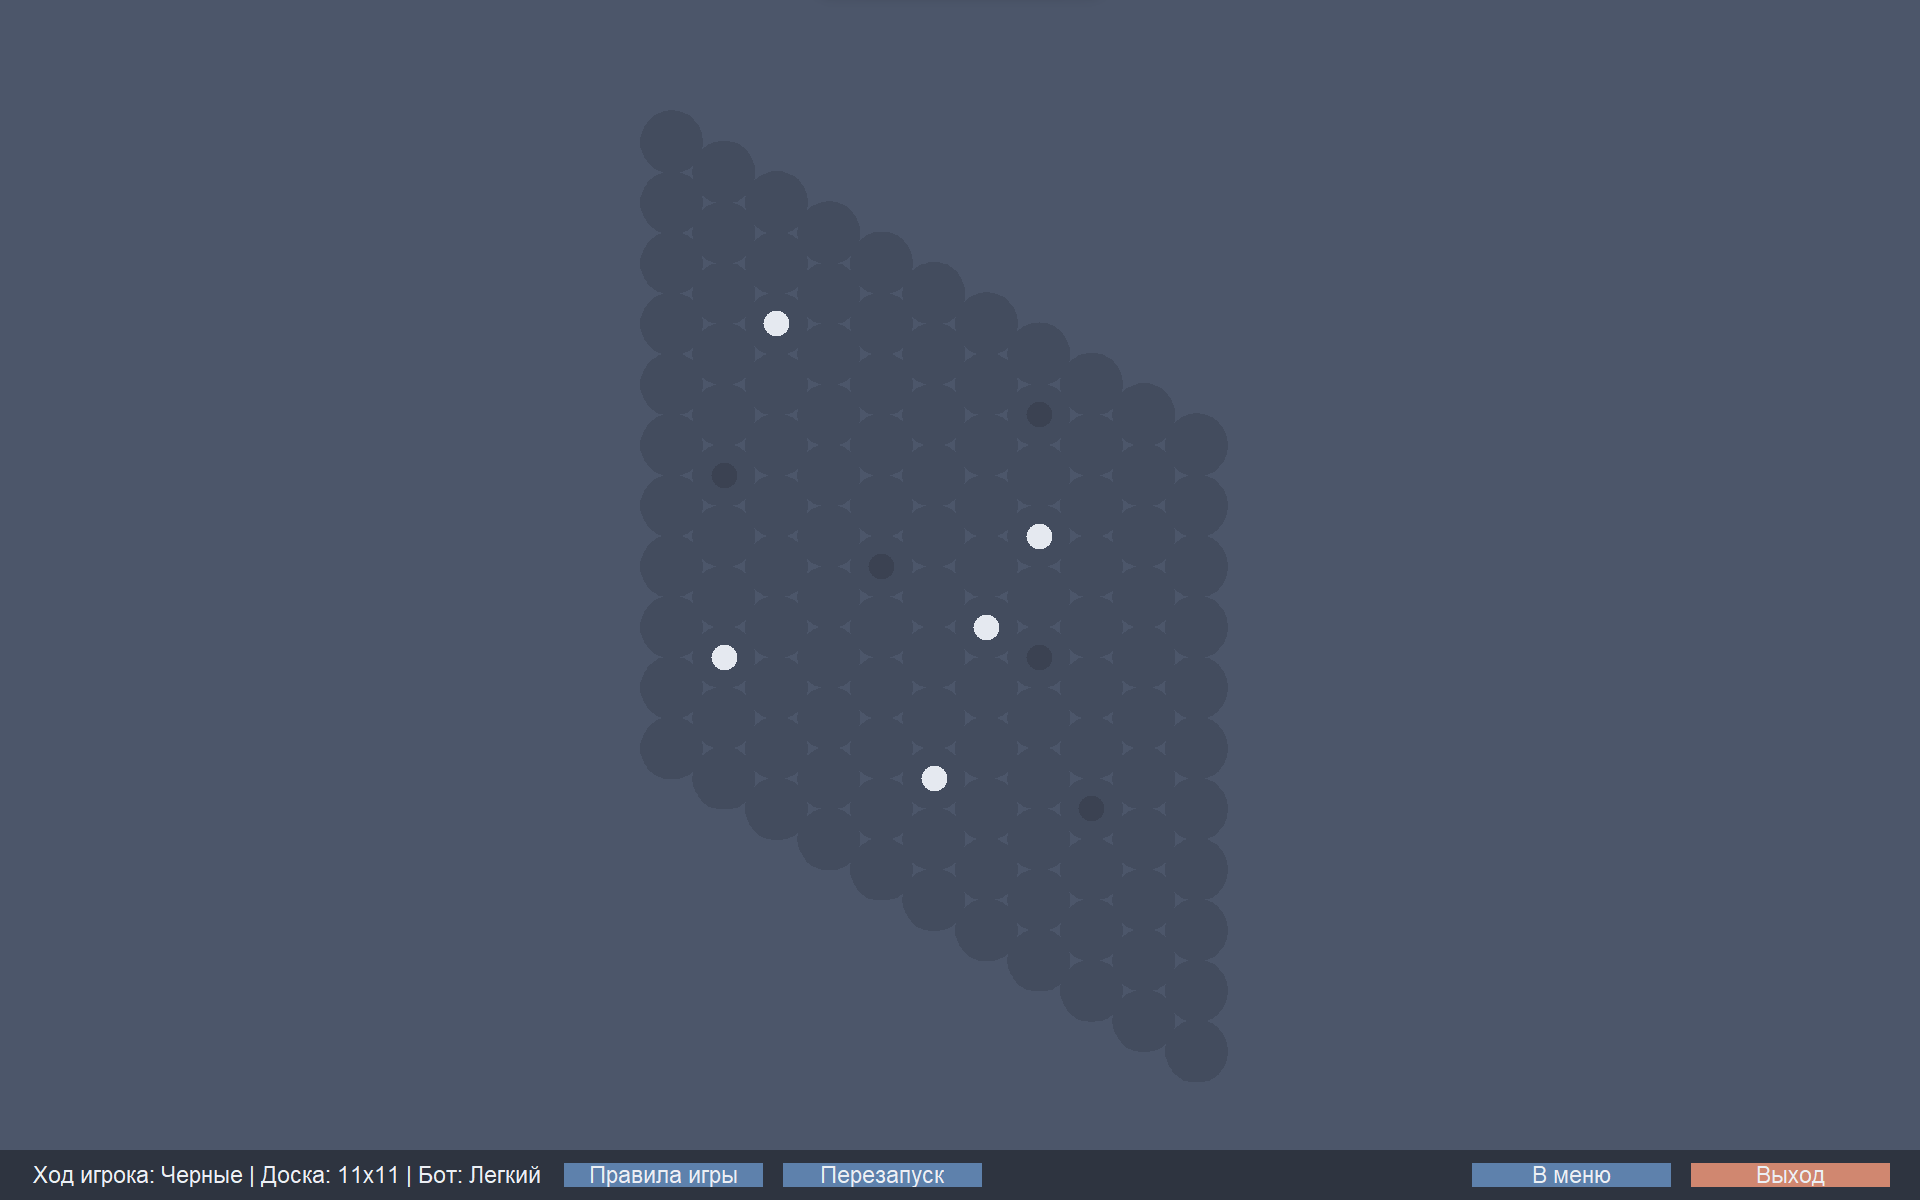 Ход игрока: Черные | Доска: 11x11 | Бот: Легкий Правила игры Перезапуск В меню Выход